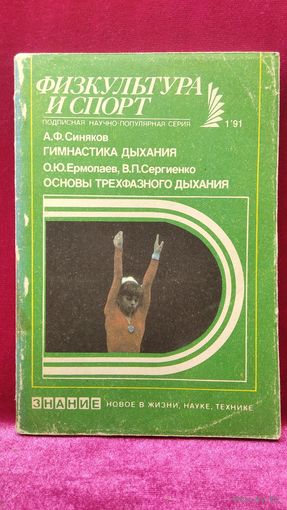 ФИЗКУЛЬТУРА
И СПОРТ
ПОДПИСНАЯ НАУЧНО-ПОПУЛЯРНАЯ СЕРИЯ
1'91
А.Ф.Синяков
ГИМНАСТИКА ДЫХАНИЯ
О.Ю.Ермолаев, В.П.Сергиенко
ОСНОВЫ ТРЕХФАЗНОГО ДЫХАНИЯ
ЗНАНИЕ НОВОЕ В ЖИЗНИ, НАУКЕ, ТЕХНИКЕ